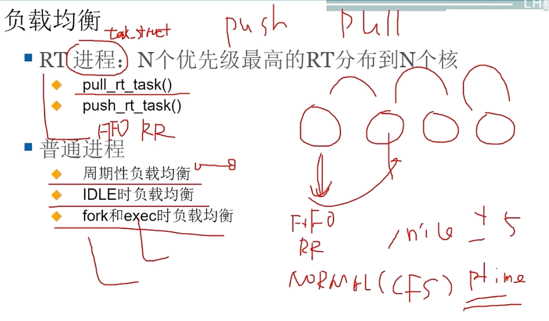 负载均衡
task_struct
push pull
RT 进程：N个优先级最高的RT分布到N个核
pull_rt_task()
push_rt_task()
FIFO RR
普通进程
周期性负载均衡
IDLE时负载均衡
fork和exec时负载均衡
FIFO
RR
nice ± 5
NORMAL(CFS) ptime